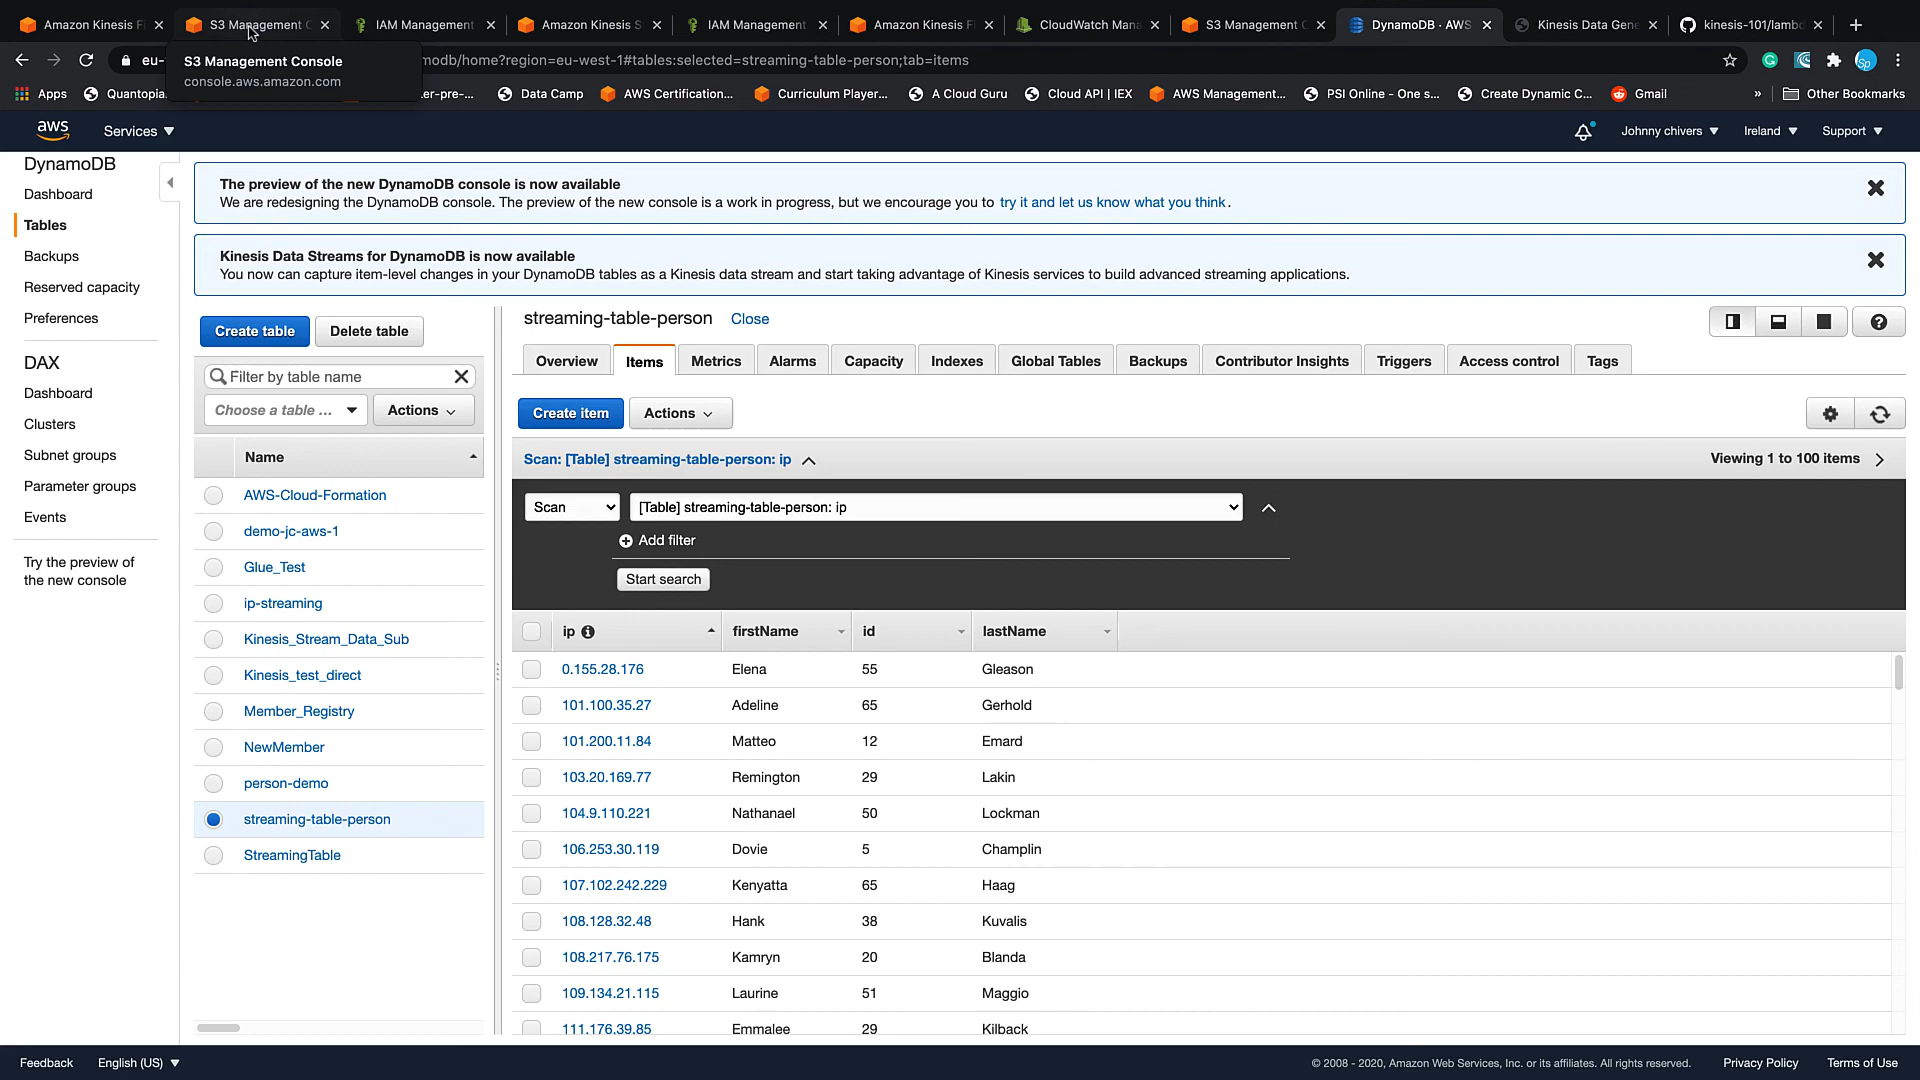 Amazon Kinesis Fi
S3 Management C
IAM Management
Amazon Kinesis S
IAM Management
Amazon Kinesis Fi
CloudWatch Mana
S3 Management C
DynamoDB · AWS
Kinesis Data Gene
kinesis-101/lambd
S3 Management Console
console.aws.amazon.com
eu-
modb/home?region=eu-west-1#tables:selected=streaming-table-person;tab=items
Sp
Apps
Quantopia
ter-pre-...
Data Camp
AWS Certification...
Curriculum Player...
A Cloud Guru
Cloud API | IEX
AWS Management...
PSI Online - One s...
Create Dynamic C...
Gmail
»
Other Bookmarks
aws
Services
Johnny chivers
Ireland
Support
DynamoDB
Dashboard
Tables
Backups
Reserved capacity
Preferences
DAX
Dashboard
Clusters
Subnet groups
Parameter groups
Events
Try the preview of
the new console
The preview of the new DynamoDB console is now available
We are redesigning the DynamoDB console. The preview of the new console is a work in progress, but we encourage you to try it and let us know what you think.
Kinesis Data Streams for DynamoDB is now available
You now can capture item-level changes in your DynamoDB tables as a Kinesis data stream and start taking advantage of Kinesis services to build advanced streaming applications.
Create table
Delete table
Filter by table name
Choose a table ...
Actions
Name
AWS-Cloud-Formation
demo-jc-aws-1
Glue_Test
ip-streaming
Kinesis_Stream_Data_Sub
Kinesis_test_direct
Member_Registry
NewMember
person-demo
streaming-table-person
StreamingTable
streaming-table-person Close
Overview
Items
Metrics
Alarms
Capacity
Indexes
Global Tables
Backups
Contributor Insights
Triggers
Access control
Tags
Create item
Actions
Scan: [Table] streaming-table-person: ip
Viewing 1 to 100 items
Scan
[Table] streaming-table-person: ip
Add filter
Start search
ip firstName id lastName
0.155.28.176 Elena 55 Gleason
101.100.35.27 Adeline 65 Gerhold
101.200.11.84 Matteo 12 Emard
103.20.169.77 Remington 29 Lakin
104.9.110.221 Nathanael 50 Lockman
106.253.30.119 Dovie 5 Champlin
107.102.242.229 Kenyatta 65 Haag
108.128.32.48 Hank 38 Kuvalis
108.217.76.175 Kamryn 20 Blanda
109.134.21.115 Laurine 51 Maggio
111.176.39.85 Emmalee 29 Kilback
Feedback
English (US)
© 2008 - 2020, Amazon Web Services, Inc. or its affiliates. All rights reserved.
Privacy Policy
Terms of Use